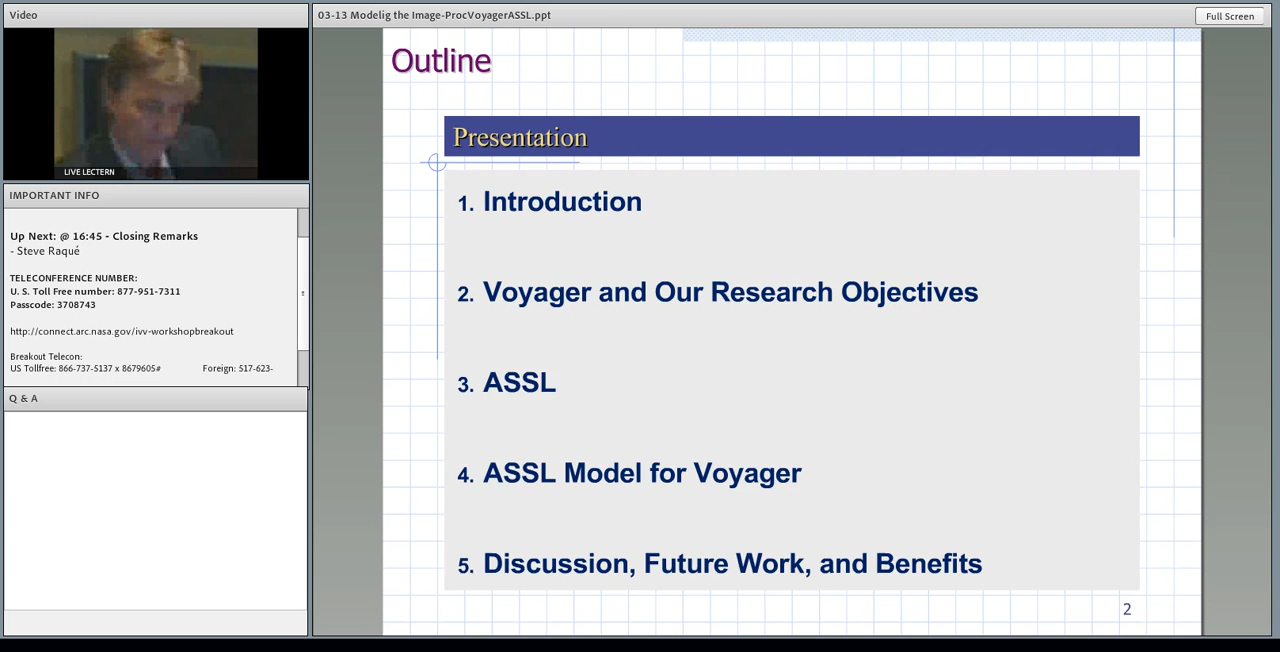 Video
LIVE LECTERN
IMPORTANT INFO
Up Next: @ 16:45 - Closing Remarks
- Steve Raqué
TELECONFERENCE NUMBER:
U. S. Toll Free number: 877-951-7311
Passcode: 3708743
http://connect.arc.nasa.gov/ivv-workshopbreakout
Breakout Telecon:
US Tollfree: 866-737-5137 x 8679605# Foreign: 517-623-
Q & A
03-13 Modelig the Image-ProcVoyagerASSL.ppt
Full Screen
Outline
Presentation
1. Introduction
2. Voyager and Our Research Objectives
3. ASSL
4. ASSL Model for Voyager
5. Discussion, Future Work, and Benefits
2